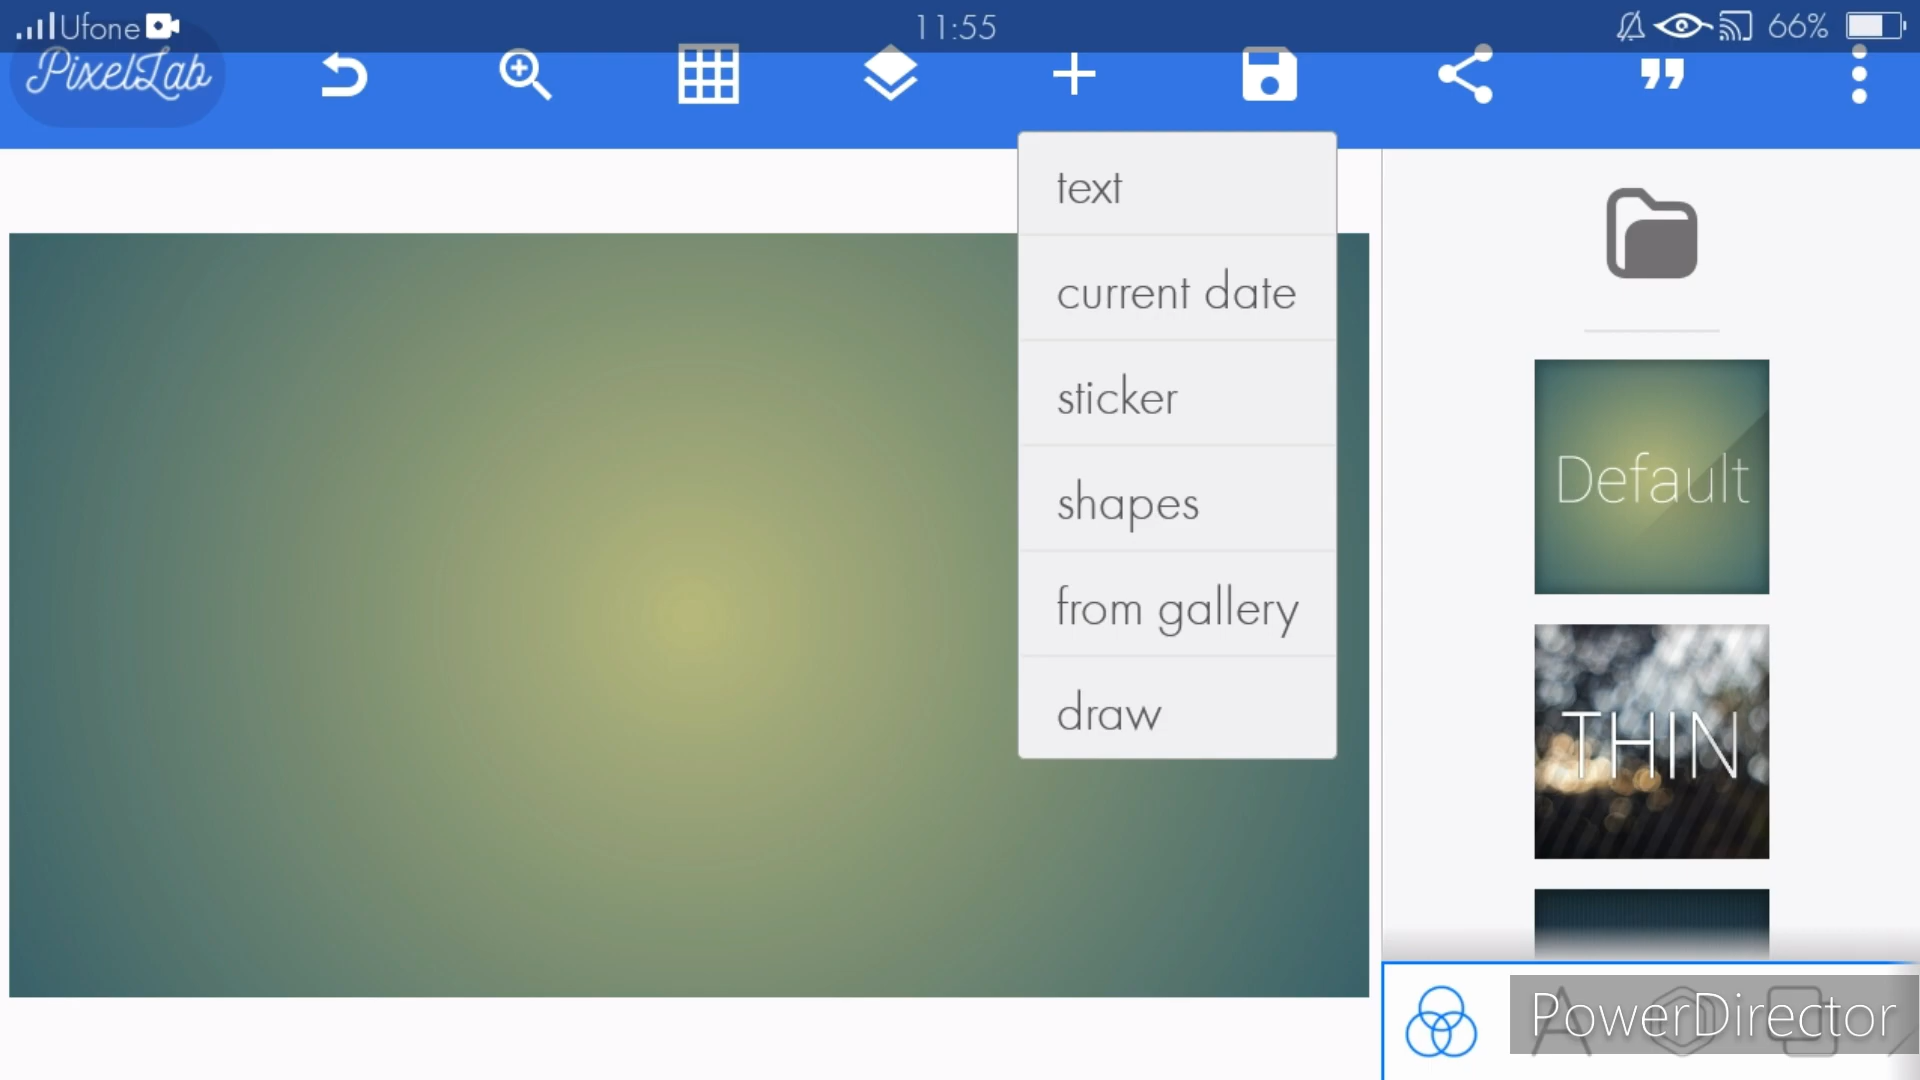 Ufone
11:55
66%
PixelLab
text
current date
sticker
shapes
from gallery
draw
Default
THIN
A
PowerDirector